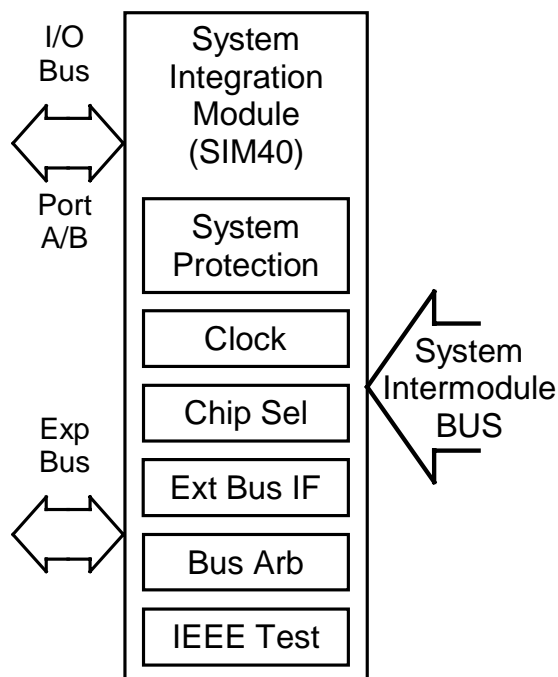 I/O
Bus
Port
A/B
Exp
Bus
System
Integration
Module
(SIM40)
System
Protection
Clock
Chip Sel
Ext Bus IF
Bus Arb
IEEE Test
System
Intermodule
BUS